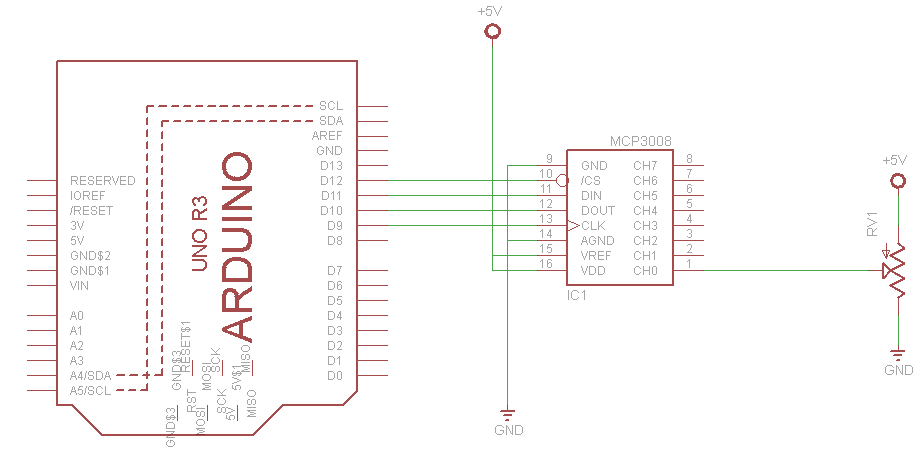 +5V
SCL
SDA
AREF
GND
D13
D12
D11
D10
D9
D8
D7
D6
D5
D4
D3
D2
D1
D0
RESERVED
IOREF
/RESET
3V
5V
GND$2
GND$1
VIN
A0
A1
A2
A3
A4/SDA
A5/SCL
UNO R3
ARDUINO
GND$3
RESET$1
MOSI
SCK
5V$1
MISO
GND$3
RST
MOSI
SCK
5V
MISO
MCP3008
9 GND CH7 8
10 /CS CH6 7
11 DIN CH5 6
12 DOUT CH4 5
13 CLK CH3 4
14 AGND CH2 3
15 VREF CH1 2
16 VDD CH0 1
IC1
GND
+5V
RV1
GND